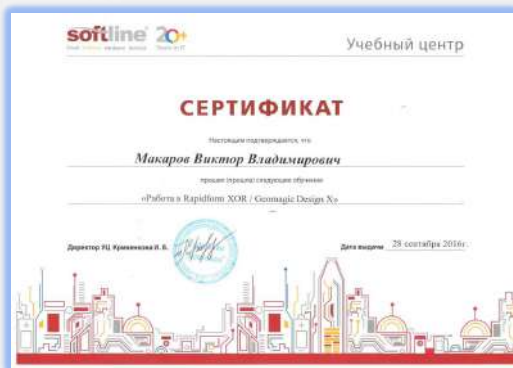 softline 20+
Учебный центр
СЕРТИФИКАТ
Настоящим подтверждается, что
Макаров Виктор Владимирович
прошел (прошла) следующее обучение
«Работа в Rapidform XOR / Geomagic Design X»
Директор УЦ Кривенкова И. В.
Дата выдачи 28 сентября 2016г.